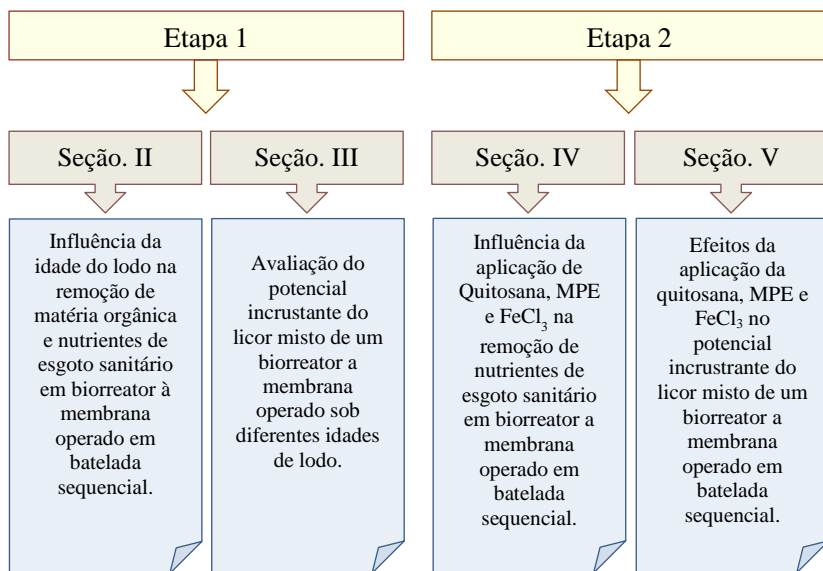 Etapa 1
Etapa 2
Seção. II
Seção. III
Seção. IV
Seção. V
Influência da
idade do lodo na
remoção de
matéria orgânica
e nutrientes de
esgoto sanitário
em biorreator à
membrana
operado em
batelada
sequencial.
Avaliação do
potencial
incrustante do
licor misto de um
biorreator a
membrana
operado sob
diferentes idades
de lodo.
Influência da
aplicação de
Quitosana, MPE
e FeCl₃ na
remoção de
nutrientes de
esgoto sanitário
em biorreator a
membrana
operado em
batelada
sequencial.
Efeitos da
aplicação da
quitosana, MPE e
FeCl₃ no
potencial
incrustrante do
licor misto de um
biorreator a
membrana
operado em
batelada
sequencial.